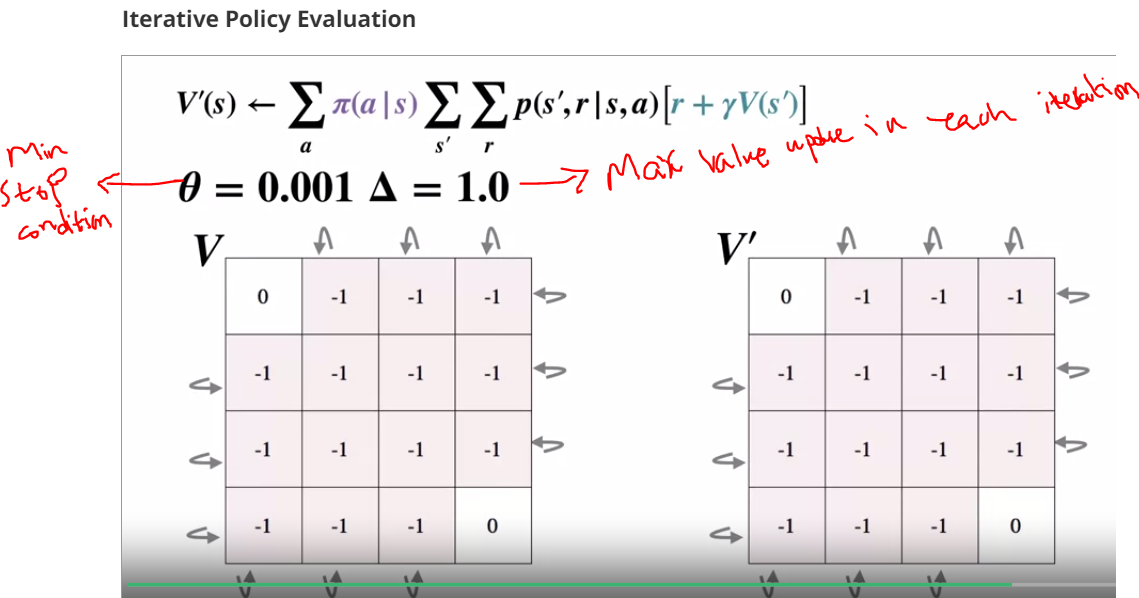 Iterative Policy Evaluation
V′(s) ← ∑ π(a|s) ∑ ∑ p(s′, r|s, a)[r + γV(s′)]
a s′ r
Min
stop
condition
θ = 0.001 Δ = 1.0
Max value update in each iteration
V
0 -1 -1 -1
-1 -1 -1 -1
-1 -1 -1 -1
-1 -1 -1 0
V′
0 -1 -1 -1
-1 -1 -1 -1
-1 -1 -1 -1
-1 -1 -1 0